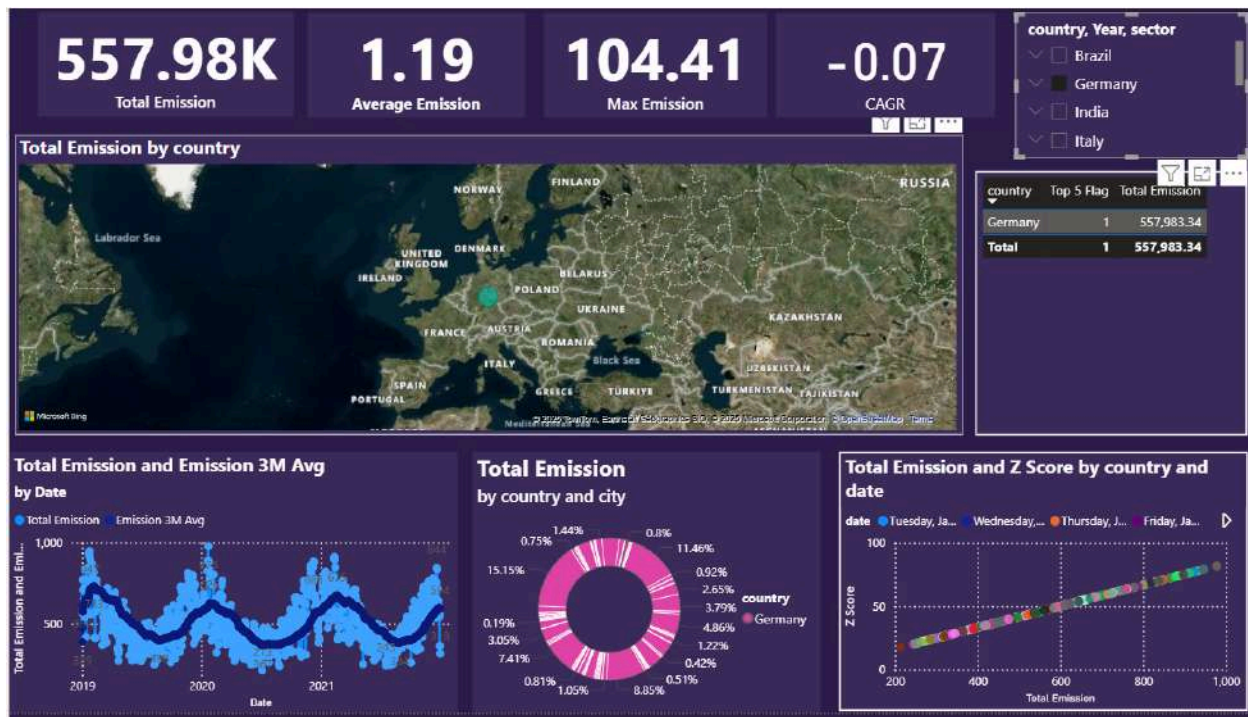 557.98K
Total Emission
1.19
Average Emission
104.41
Max Emission
-0.07
CAGR
country, Year, sector
Brazil
Germany
India
Italy
Total Emission by country
NORWAY
FINLAND
RUSSIA
Labrador Sea
UNITED
KINGDOM
DENMARK
IRELAND
BELARUS
POLAND
UKRAINE
KAZAKHSTAN
FRANCE
AUSTRIA
ROMANIA
ITALY
Black Sea
UZBEKISTAN
SPAIN
GREECE
TÜRKIYE
TURKMENISTAN
TAJIKISTAN
PORTUGAL
Microsoft Bing
OpenStreetMap
Terms
country Top 5 Flag Total Emission
Germany 1 557,983.34
Total 1 557,983.34
Total Emission and Emission 3M Avg
by Date
Total Emission Emission 3M Avg
Total Emission and Emi...
1,000
500
2019 2020 2021
Date
Total Emission
by country and city
1.44%
0.8%
0.75%
11.46%
15.15%
0.92%
2.65%
3.79%
4.86%
0.19%
1.22%
3.05%
0.42%
7.41%
0.51%
0.81%
8.85%
1.05%
country
Germany
Total Emission and Z Score by country and
date
date Tuesday, Ja... Wednesday,... Thursday, J... Friday, Ja...
Z Score
100
50
0
200 400 600 800 1,000
Total Emission